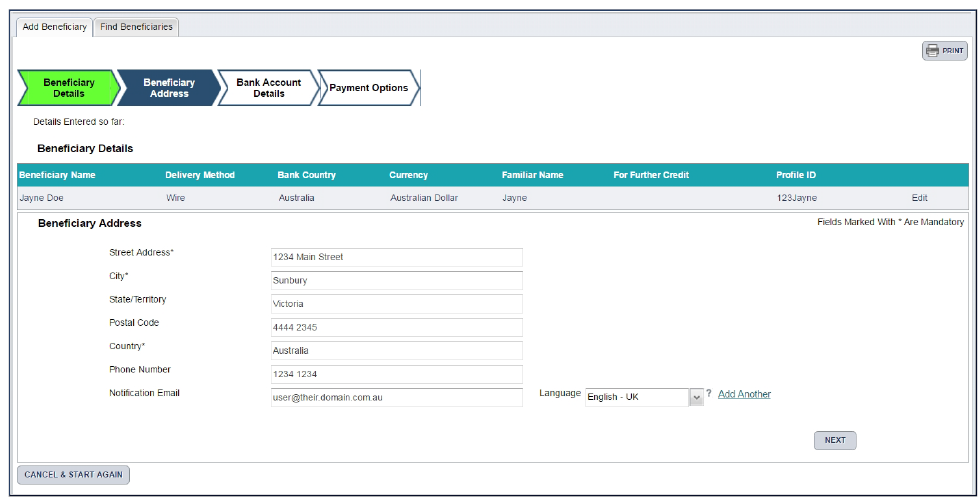 Add Beneficiary Find Beneficiaries
PRINT
Beneficiary Details
Beneficiary Address
Bank Account Details
Payment Options
Details Entered so far:
Beneficiary Details
Beneficiary Name Delivery Method Bank Country Currency Familiar Name For Further Credit Profile ID
Jayne Doe Wire Australia Australian Dollar Jayne 123Jayne Edit
Beneficiary Address Fields Marked With * Are Mandatory
Street Address* 1234 Main Street
City* Sunbury
State/Territory Victoria
Postal Code 4444 2345
Country* Australia
Phone Number 1234 1234
Notification Email user@their.domain.com.au Language English - UK ? Add Another
NEXT
CANCEL & START AGAIN